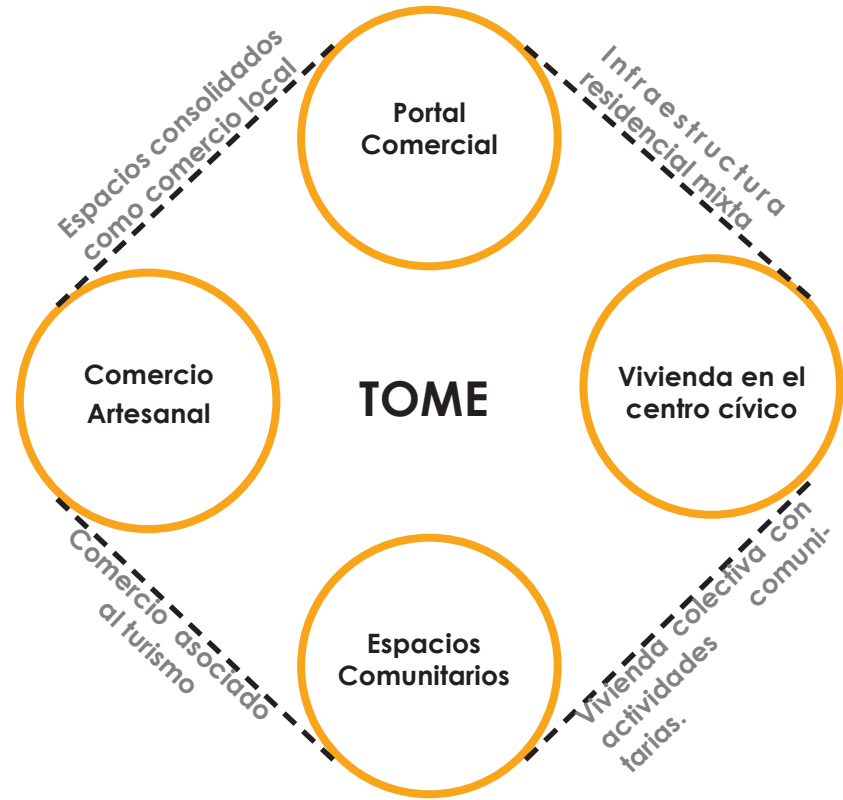 Espacios consolidados
como comercio local
Portal
Comercial
Infraestructura
residencial mixta
Comercio
Artesanal
TOME
Vivienda en el
centro cívico
Comercio asociado
al turismo
Espacios
Comunitarios
Vivienda colectiva con
actividades comuni-
tarias.